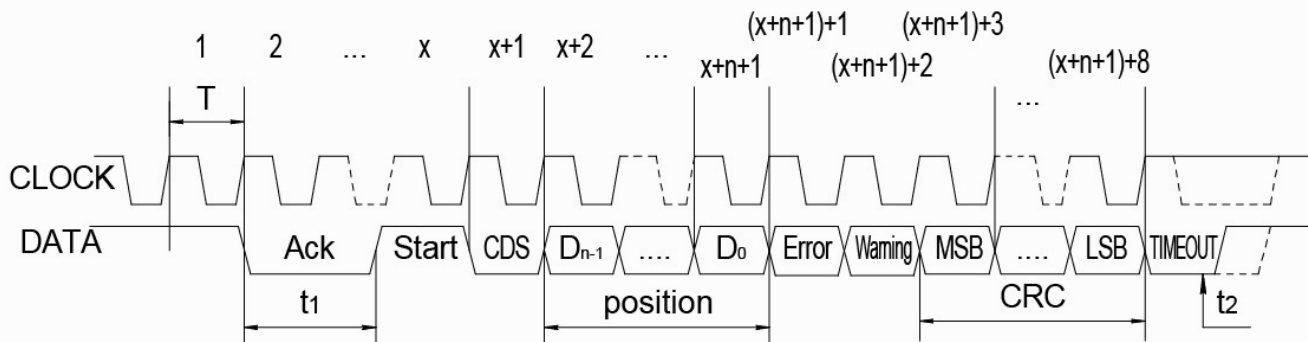 (x+n+1)+1 (x+n+1)+3
1 2 ... x x+1 x+2 ... x+n+1 (x+n+1)+2 (x+n+1)+8
T ...
CLOCK
DATA Ack Start CDS Dn-1 .... D0 Error Warning MSB .... LSB TIMEOUT
t1 position CRC t2